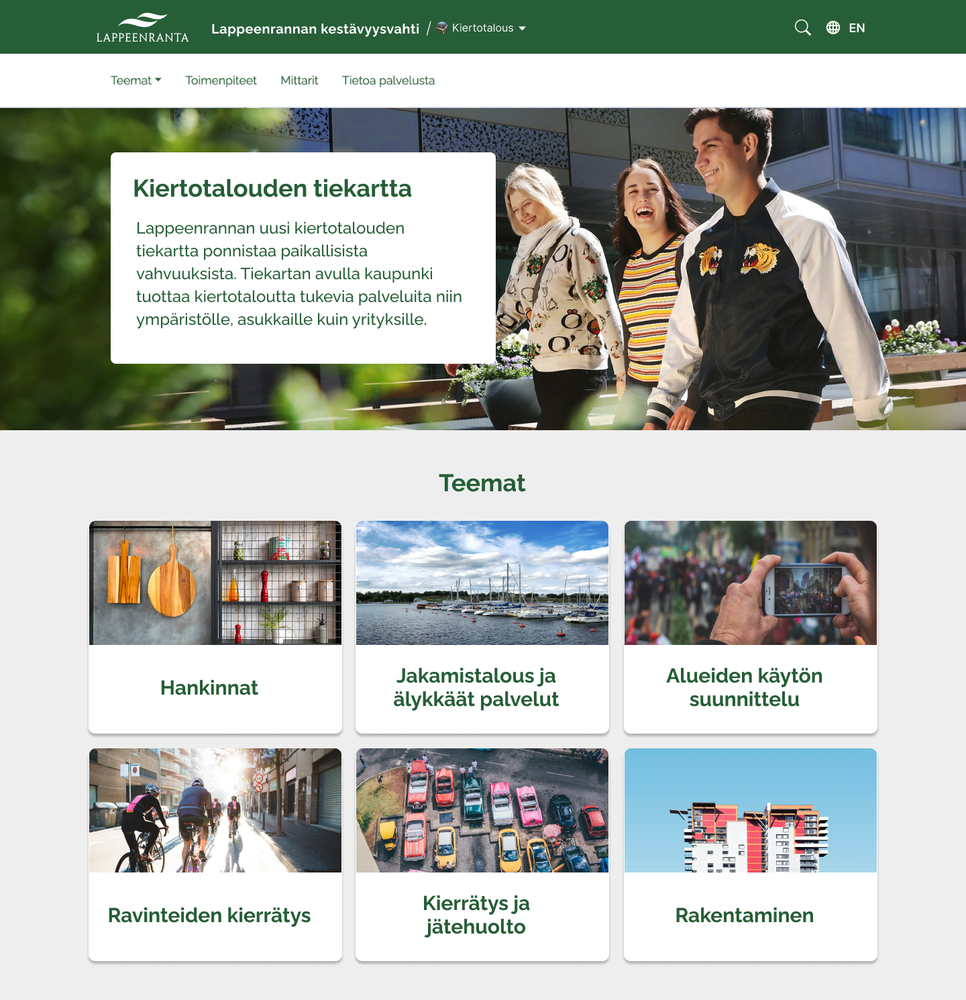 LAPPEENRANTA
Lappeenrannan kestävyysvahti / Kiertotalous
EN
Teemat
Toimenpiteet
Mittarit
Tietoa palvelusta
Kiertotalouden tiekartta
Lappeenrannan uusi kiertotalouden
tiekartta ponnistaa paikallisista
vahvuuksista. Tiekartan avulla kaupunki
tuottaa kiertotaloutta tukevia palveluita niin
ympäristölle, asukkaille kuin yrityksille.
Teemat
Hankinnat
Jakamistalous ja
älykkäät palvelut
Alueiden käytön
suunnittelu
Ravinteiden kierrätys
Kierrätys ja
jätehuolto
Rakentaminen